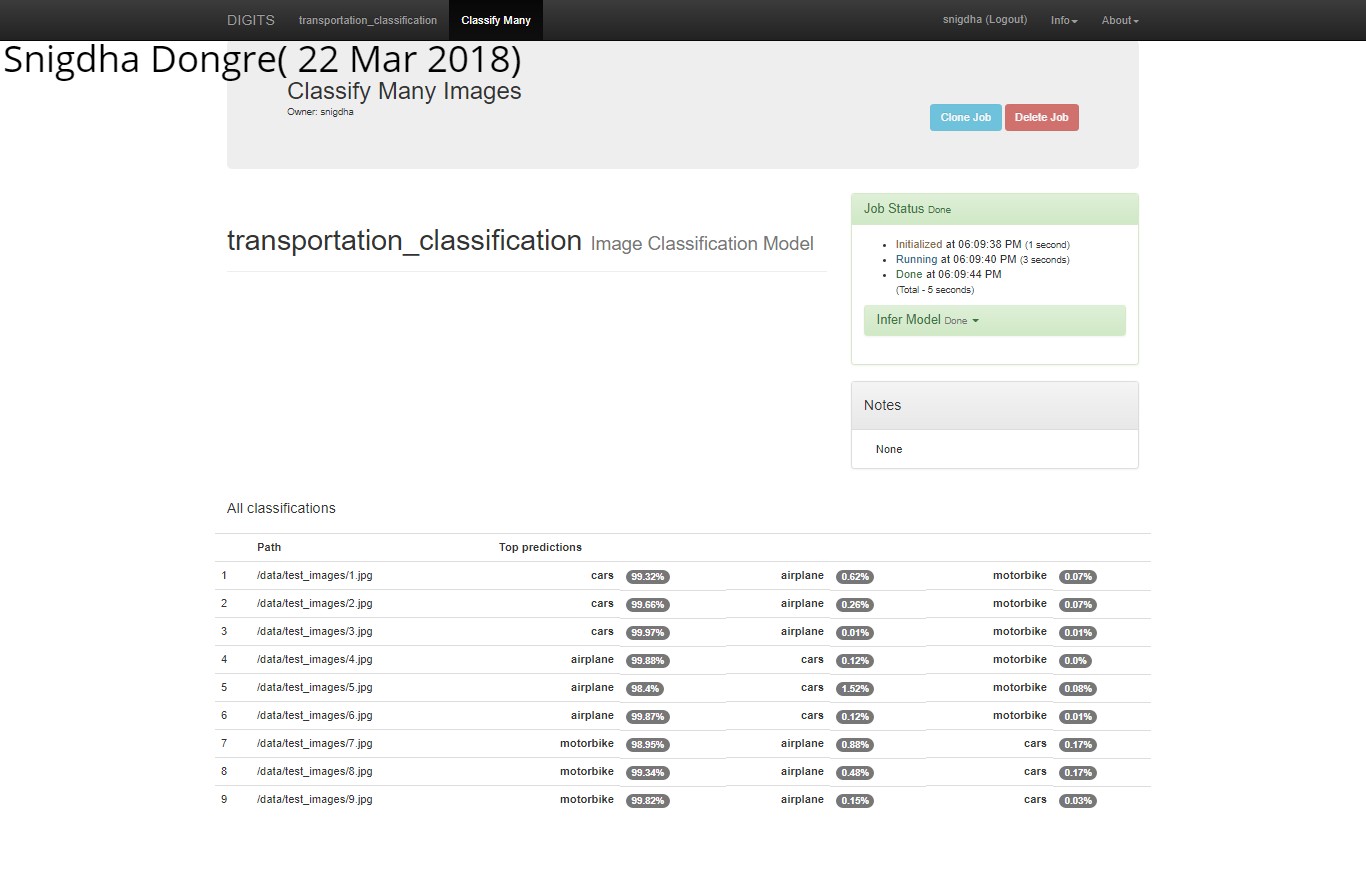 DIGITS transportation_classification Classify Many snigdha (Logout) Info About
Snigdha Dongre( 22 Mar 2018)
Classify Many Images
Owner: snigdha
Clone Job Delete Job
transportation_classification Image Classification Model
Job Status Done
Initialized at 06:09:38 PM (1 second)
Running at 06:09:40 PM (3 seconds)
Done at 06:09:44 PM
(Total - 5 seconds)
Infer Model Done
Notes
None
All classifications
Path Top predictions
1 /data/test_images/1.jpg cars 99.32% airplane 0.62% motorbike 0.07%
2 /data/test_images/2.jpg cars 99.66% airplane 0.26% motorbike 0.07%
3 /data/test_images/3.jpg cars 99.97% airplane 0.01% motorbike 0.01%
4 /data/test_images/4.jpg airplane 99.88% cars 0.12% motorbike 0.0%
5 /data/test_images/5.jpg airplane 98.4% cars 1.52% motorbike 0.08%
6 /data/test_images/6.jpg airplane 99.87% cars 0.12% motorbike 0.01%
7 /data/test_images/7.jpg motorbike 98.95% airplane 0.88% cars 0.17%
8 /data/test_images/8.jpg motorbike 99.34% airplane 0.48% cars 0.17%
9 /data/test_images/9.jpg motorbike 99.82% airplane 0.15% cars 0.03%